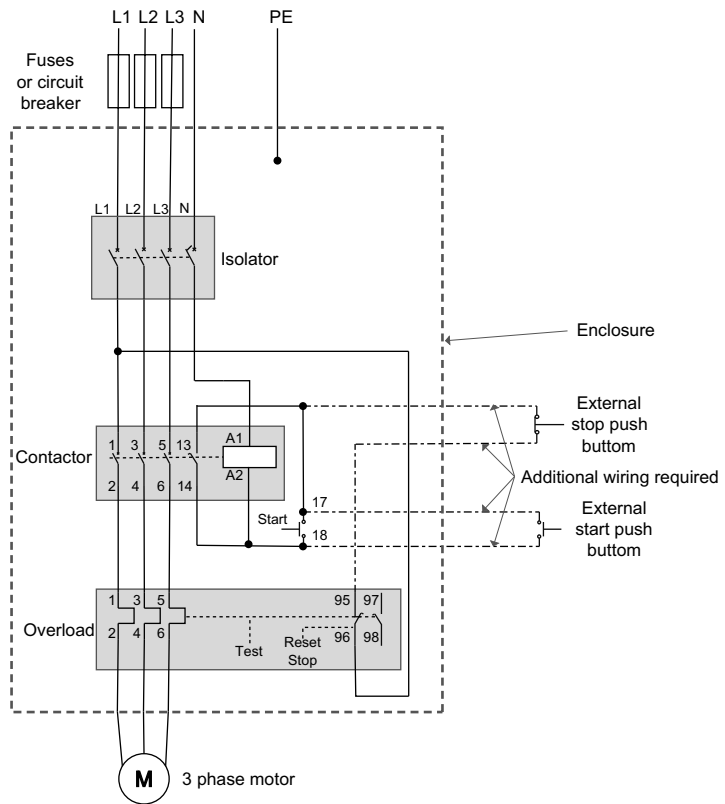 L1 L2 L3 N PE
Fuses
or circuit
breaker
L1 L2 L3 N
Isolator
Enclosure
External
stop push
buttom
1 3 5 13 A1
Contactor
A2
2 4 6 14
Additional wiring required
17
Start
18
External
start push
buttom
1 3 5 95 97
Overload
2 4 6 96 98
Test
Reset
Stop
M
3 phase motor